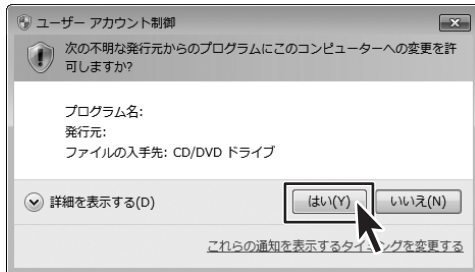 ユーザー アカウント制御
次の不明な発行元からのプログラムにこのコンピューターへの変更を許
可しますか?
プログラム名:
発行元:
ファイルの入手先: CD/DVD ドライブ
詳細を表示する(D)
はい(Y)
いいえ(N)
これらの通知を表示するタイミングを変更する